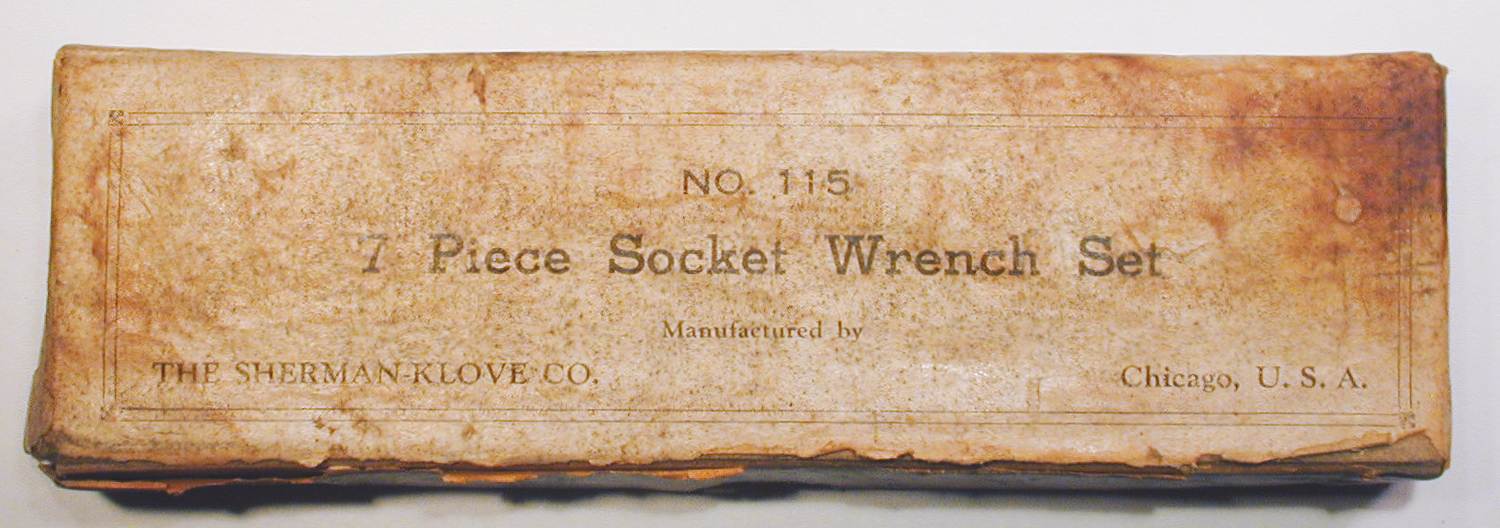 NO. 115
7 Piece Socket Wrench Set
Manufactured by
THE SHERMAN-KLOVE CO. Chicago, U. S. A.